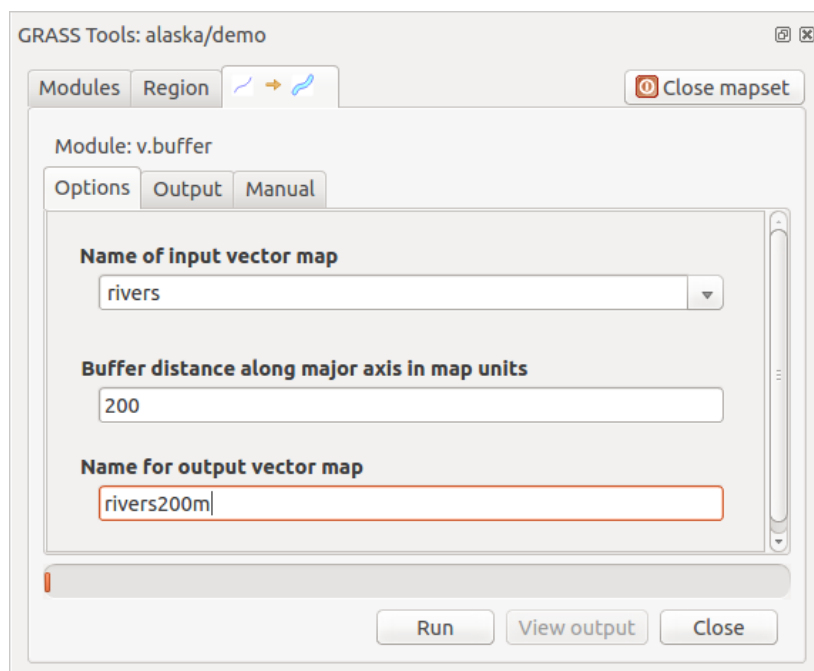 GRASS Tools: alaska/demo
Modules Region Close mapset
Module: v.buffer
Options Output Manual
Name of input vector map
rivers
Buffer distance along major axis in map units
200
Name for output vector map
rivers200m
Run View output Close